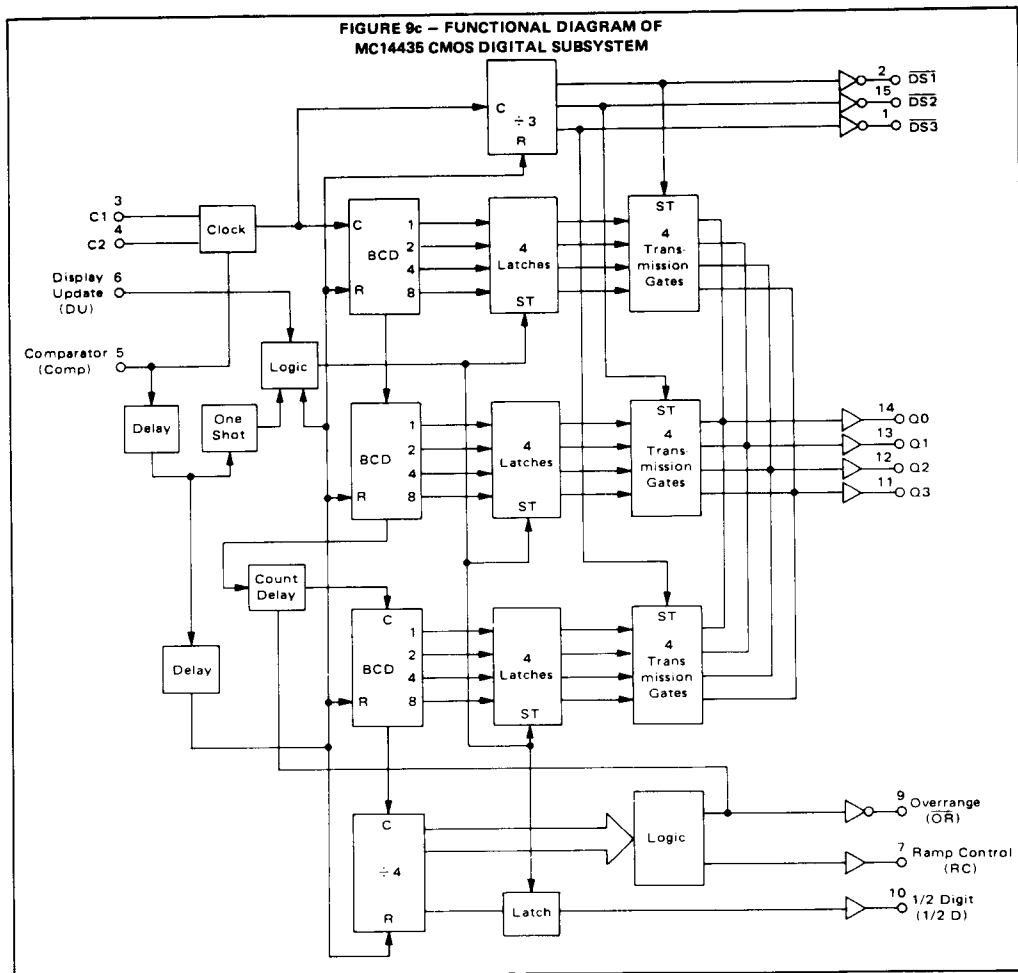 FIGURE 9c – FUNCTIONAL DIAGRAM OF
MC14435 CMOS DIGITAL SUBSYSTEM
C
÷3
R
2
DS1
15
DS2
1
DS3
3
C1
4
C2
Clock
Display 6
Update
(DU)
Comparator 5
(Comp)
Logic
Delay
One
Shot
C
BCD
R
1
2
4
8
4
Latches
ST
ST
4
Trans-
mission
Gates
BCD
R
1
2
4
8
4
Latches
ST
ST
4
Trans-
mission
Gates
14
Q0
13
Q1
12
Q2
11
Q3
Count
Delay
Delay
C
BCD
R
1
2
4
8
4
Latches
ST
ST
4
Trans
mission
Gates
C
÷4
R
Logic
Latch
9 Overrange
(OR)
7 Ramp Control
(RC)
10 1/2 Digit
(1/2 D)